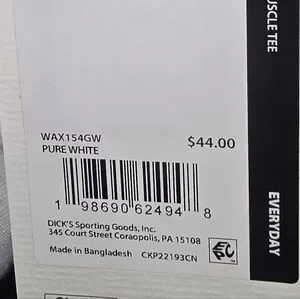 USCLE TEE
WAX154GW
PURE WHITE
$44.00
1 98690 62494 8
DICK'S Sporting Goods, Inc.
345 Court Street Coraopolis, PA 15108
Made in Bangladesh CKP22193CN
EPC
EVERYDAY